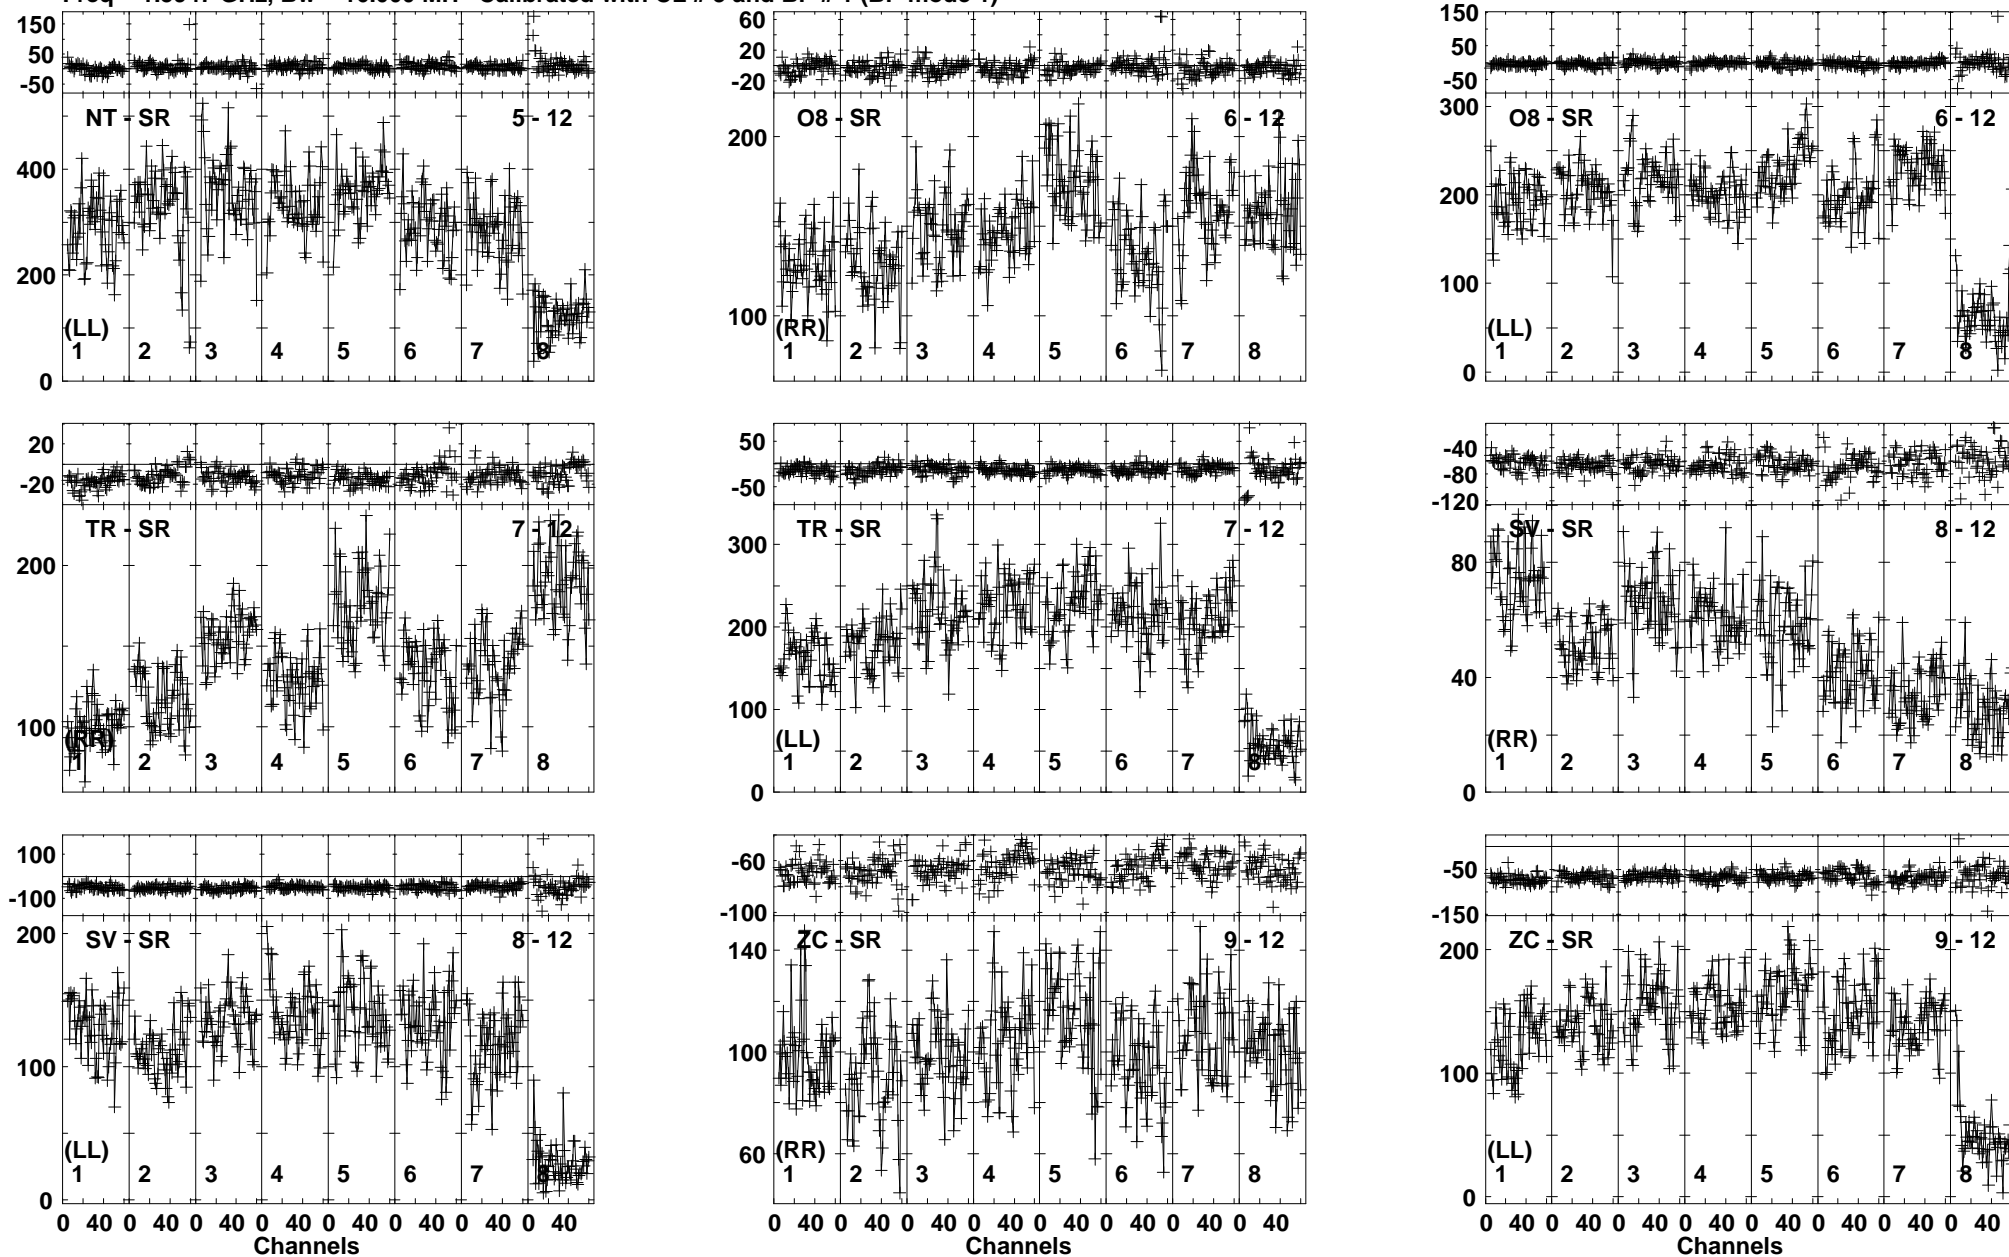 150 50 -50
NT - SR 5 - 12
400 200 0
(LL)
1 2 3 4 5 6 7 8
60 20 -20
O8 - SR 6 - 12
200 100
(RR)
1 2 3 4 5 6 7 8
150 50 -50
O8 - SR 6 - 12
300 200 100 0
(LL)
1 2 3 4 5 6 7 8
20 -20
TR - SR 7 - 12
200 100
(RR)
1 2 3 4 5 6 7 8
50 -50
TR - SR 7 - 12
300 200 100 0
(LL)
1 2 3 4 5 6 7 8
-40 -80 -120
SV - SR 8 - 12
80 40 0
(RR)
1 2 3 4 5 6 7 8
100 -100
SV - SR 8 - 12
200 100 0
(LL)
1 2 3 4 5 6 7 8
0 40 0 40 0 40 0 40 0 40 0 40 0 40 0 40
Channels
-60 -100
ZC - SR 9 - 12
140 100 60
(RR)
1 2 3 4 5 6 7 8
0 40 0 40 0 40 0 40 0 40 0 40 0 40 0 40
Channels
-50 -150
ZC - SR 9 - 12
200 100 0
(LL)
1 2 3 4 5 6 7 8
0 40 0 40 0 40 0 40 0 40 0 40 0 40 0 40
Channels